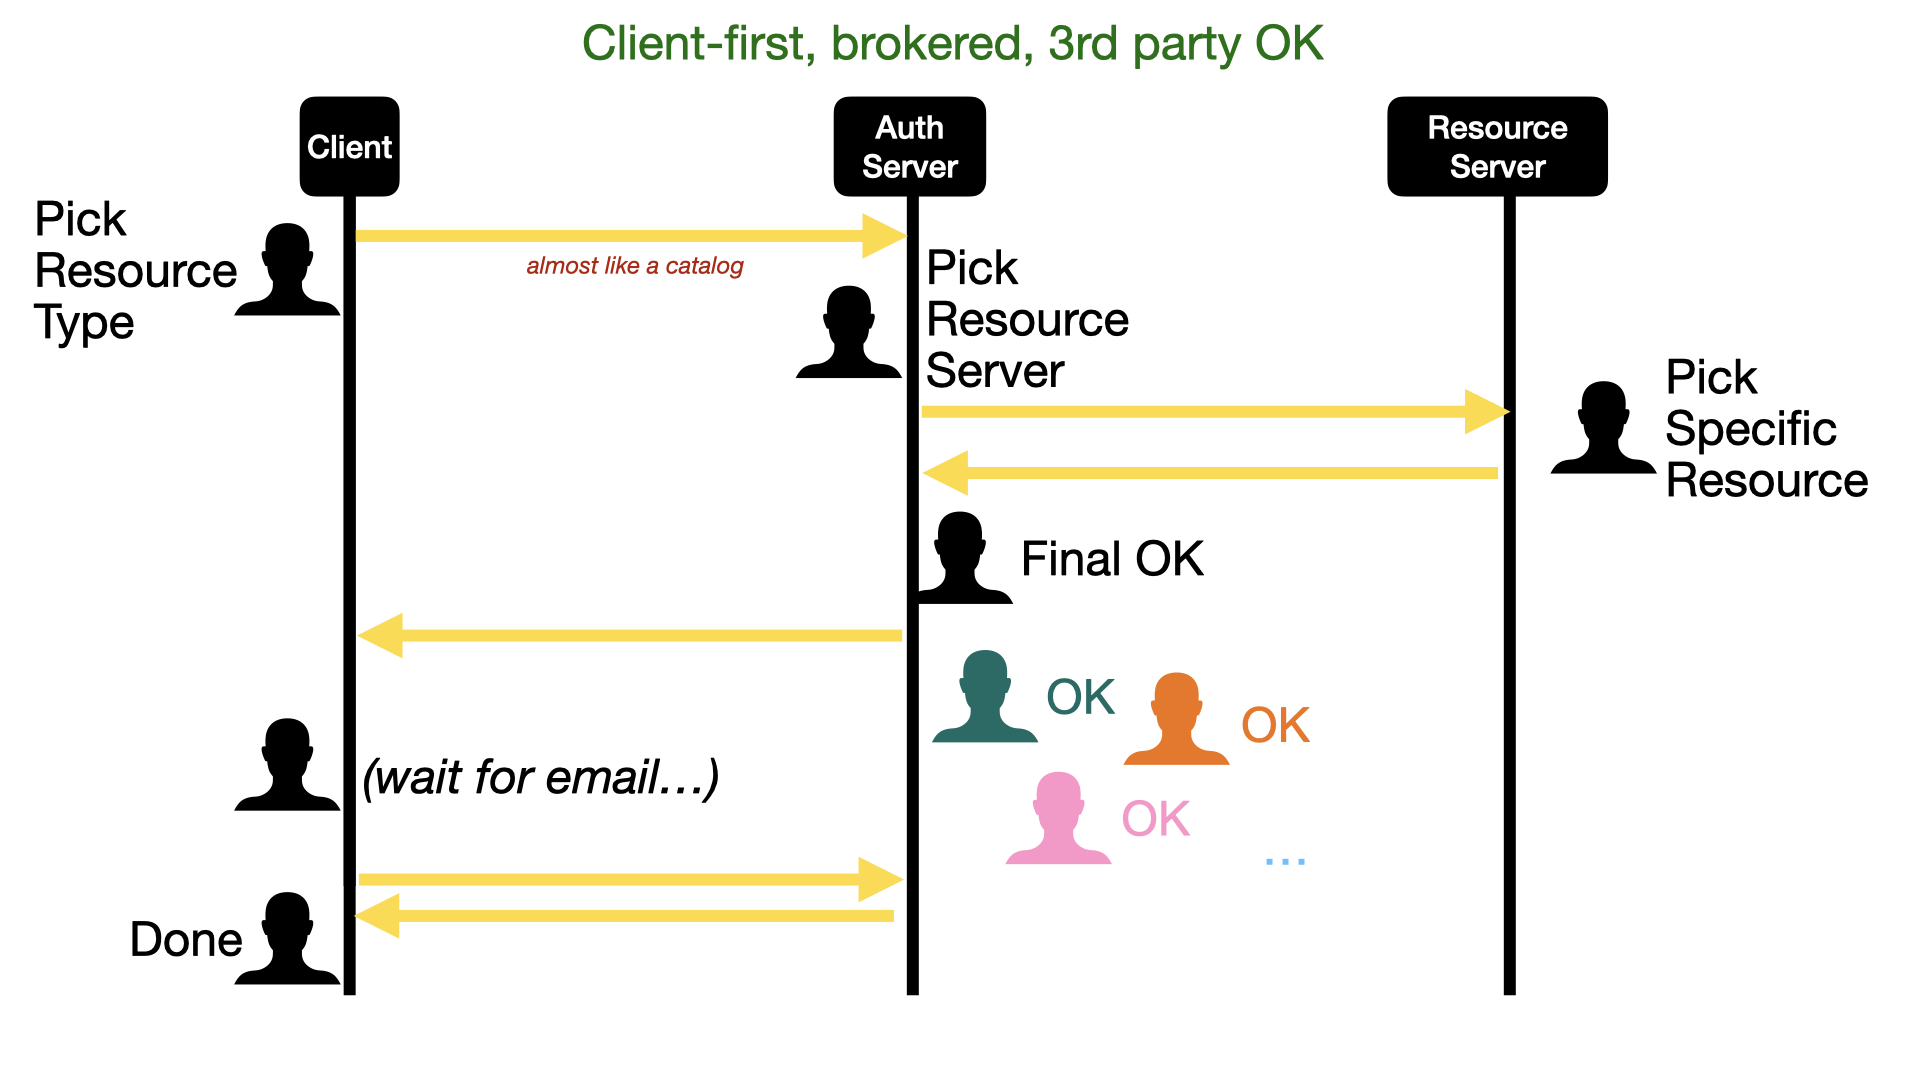 Client-first, brokered, 3rd party OK
Client
Auth
Server
Resource
Server
Pick
Resource
Type
almost like a catalog
Pick
Resource
Server
Pick
Specific
Resource
Final OK
OK
OK
(wait for email…)
OK
…
Done